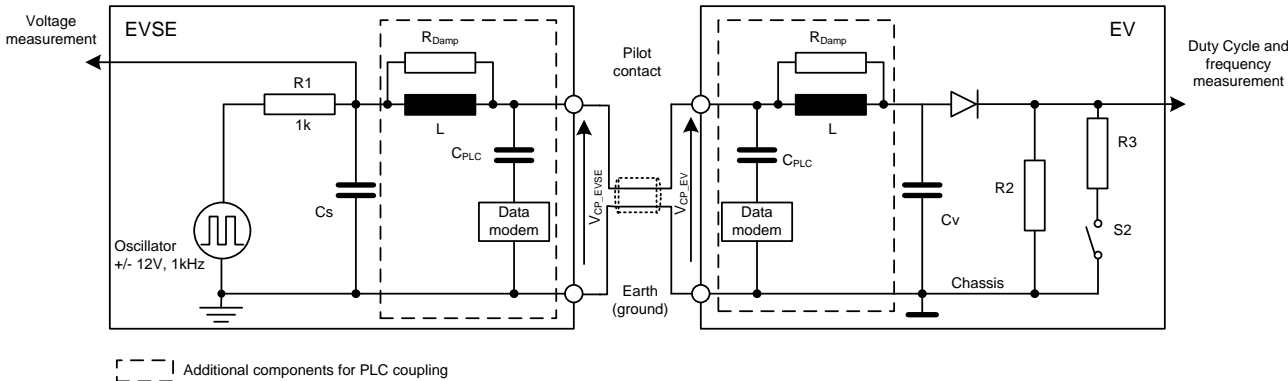 Voltage
measurement
EVSE
R1
1k
RDamp
L
CPLC
Cs
Data
modem
Oscillator
+/- 12V, 1kHz
Pilot
contact
VCP_EVSE
VCP_EV
Earth
(ground)
EV
RDamp
L
CPLC
Data
modem
Cv
R2
R3
S2
Chassis
Duty Cycle and
frequency
measurement
Additional components for PLC coupling